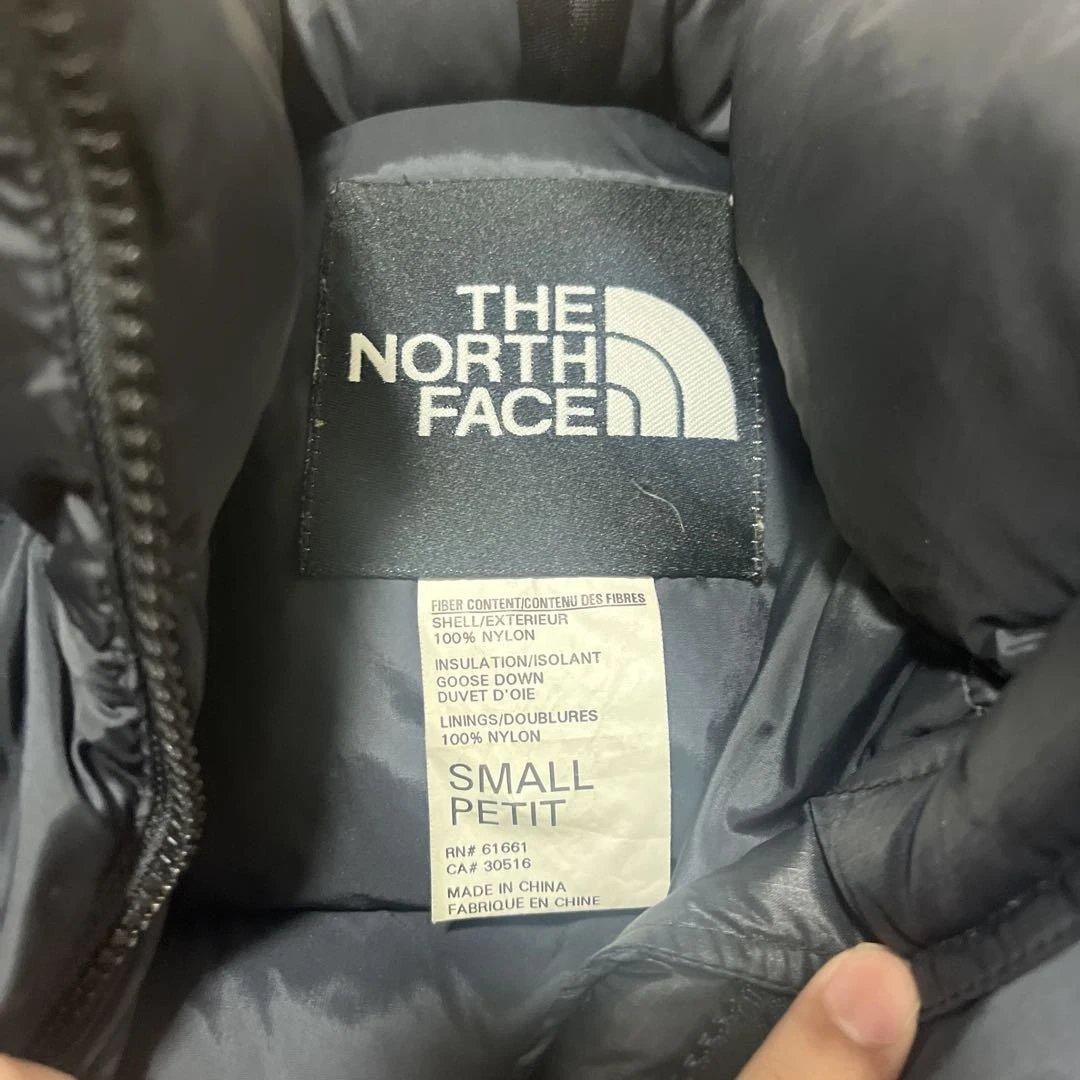 THE
NORTH
FACE
FIBER CONTENT/CONTENU DES FIBRES
SHELL/EXTERIEUR
100% NYLON
INSULATION/ISOLANT
GOOSE DOWN
DUVET D'OIE
LININGS/DOUBLURES
100% NYLON
SMALL
PETIT
RN# 61661
CA# 30516
MADE IN CHINA
FABRIQUE EN CHINE